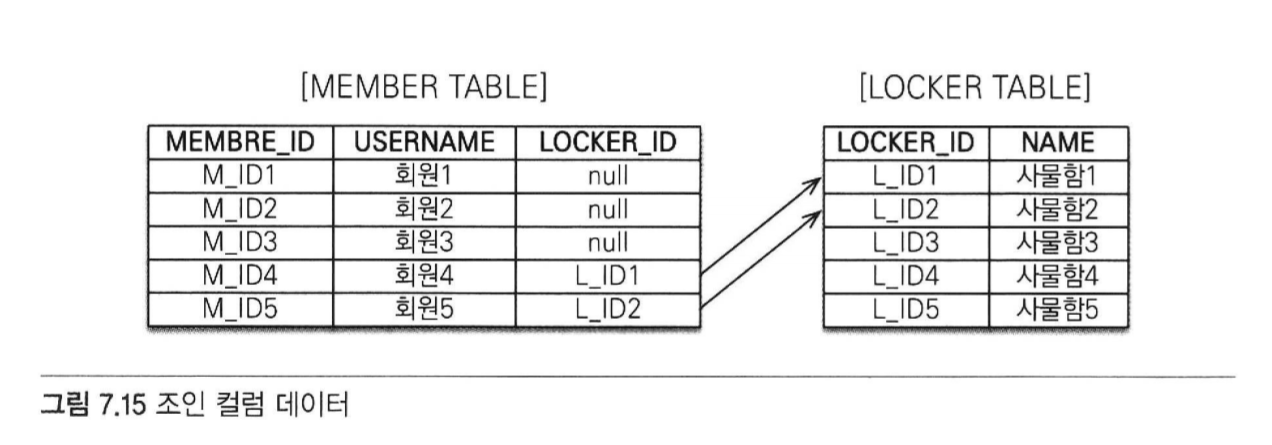 [MEMBER TABLE] [LOCKER TABLE]
MEMBRE_ID USERNAME LOCKER_ID LOCKER_ID NAME
M_ID1 회원1 null L_ID1 사물함1
M_ID2 회원2 null L_ID2 사물함2
M_ID3 회원3 null L_ID3 사물함3
M_ID4 회원4 L_ID1 L_ID4 사물함4
M_ID5 회원5 L_ID2 L_ID5 사물함5
그림 7.15 조인 컬럼 데이터